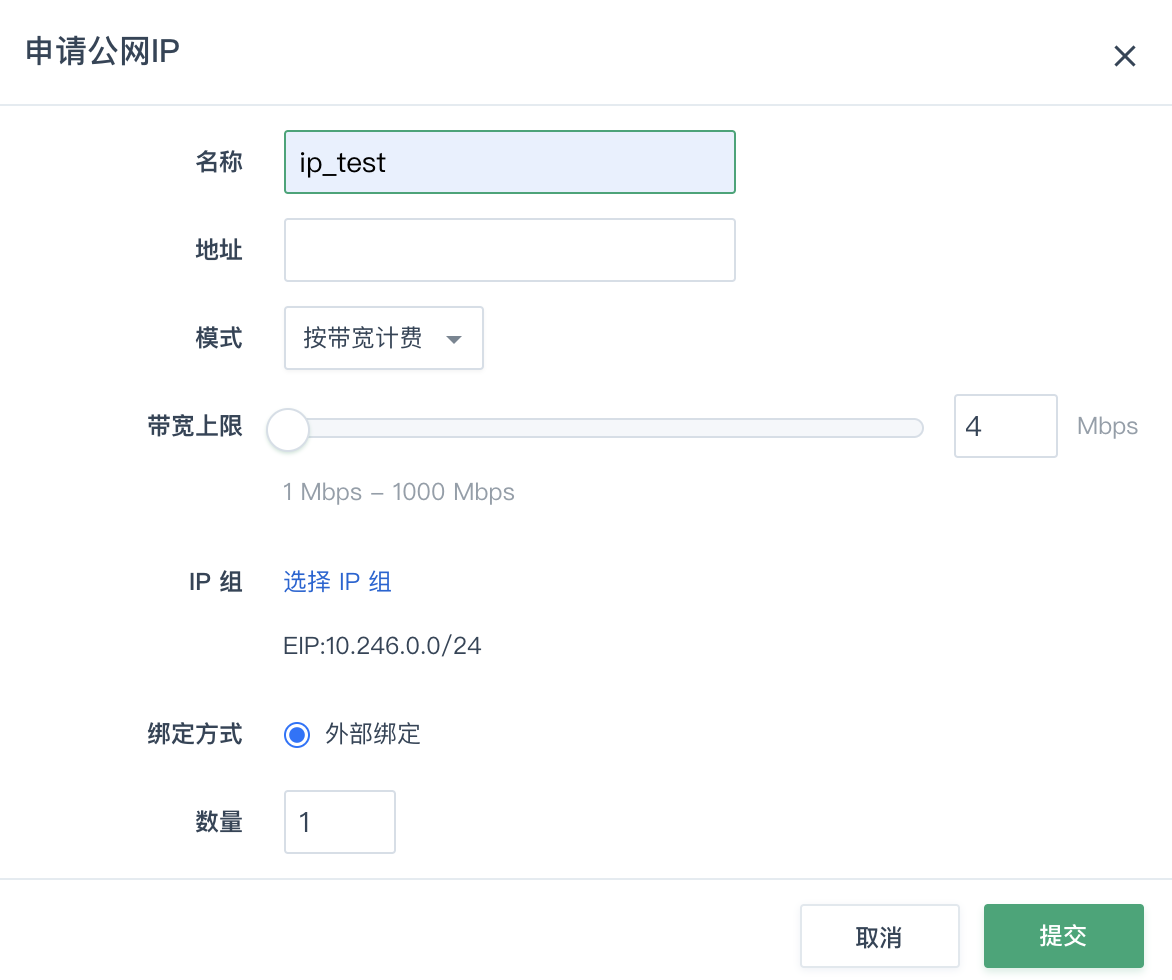 申请公网IP
名称 ip_test
地址
模式 按带宽计费
带宽上限 4 Mbps
1 Mbps – 1000 Mbps
IP 组 选择 IP 组
EIP:10.246.0.0/24
绑定方式 外部绑定
数量 1
取消 提交